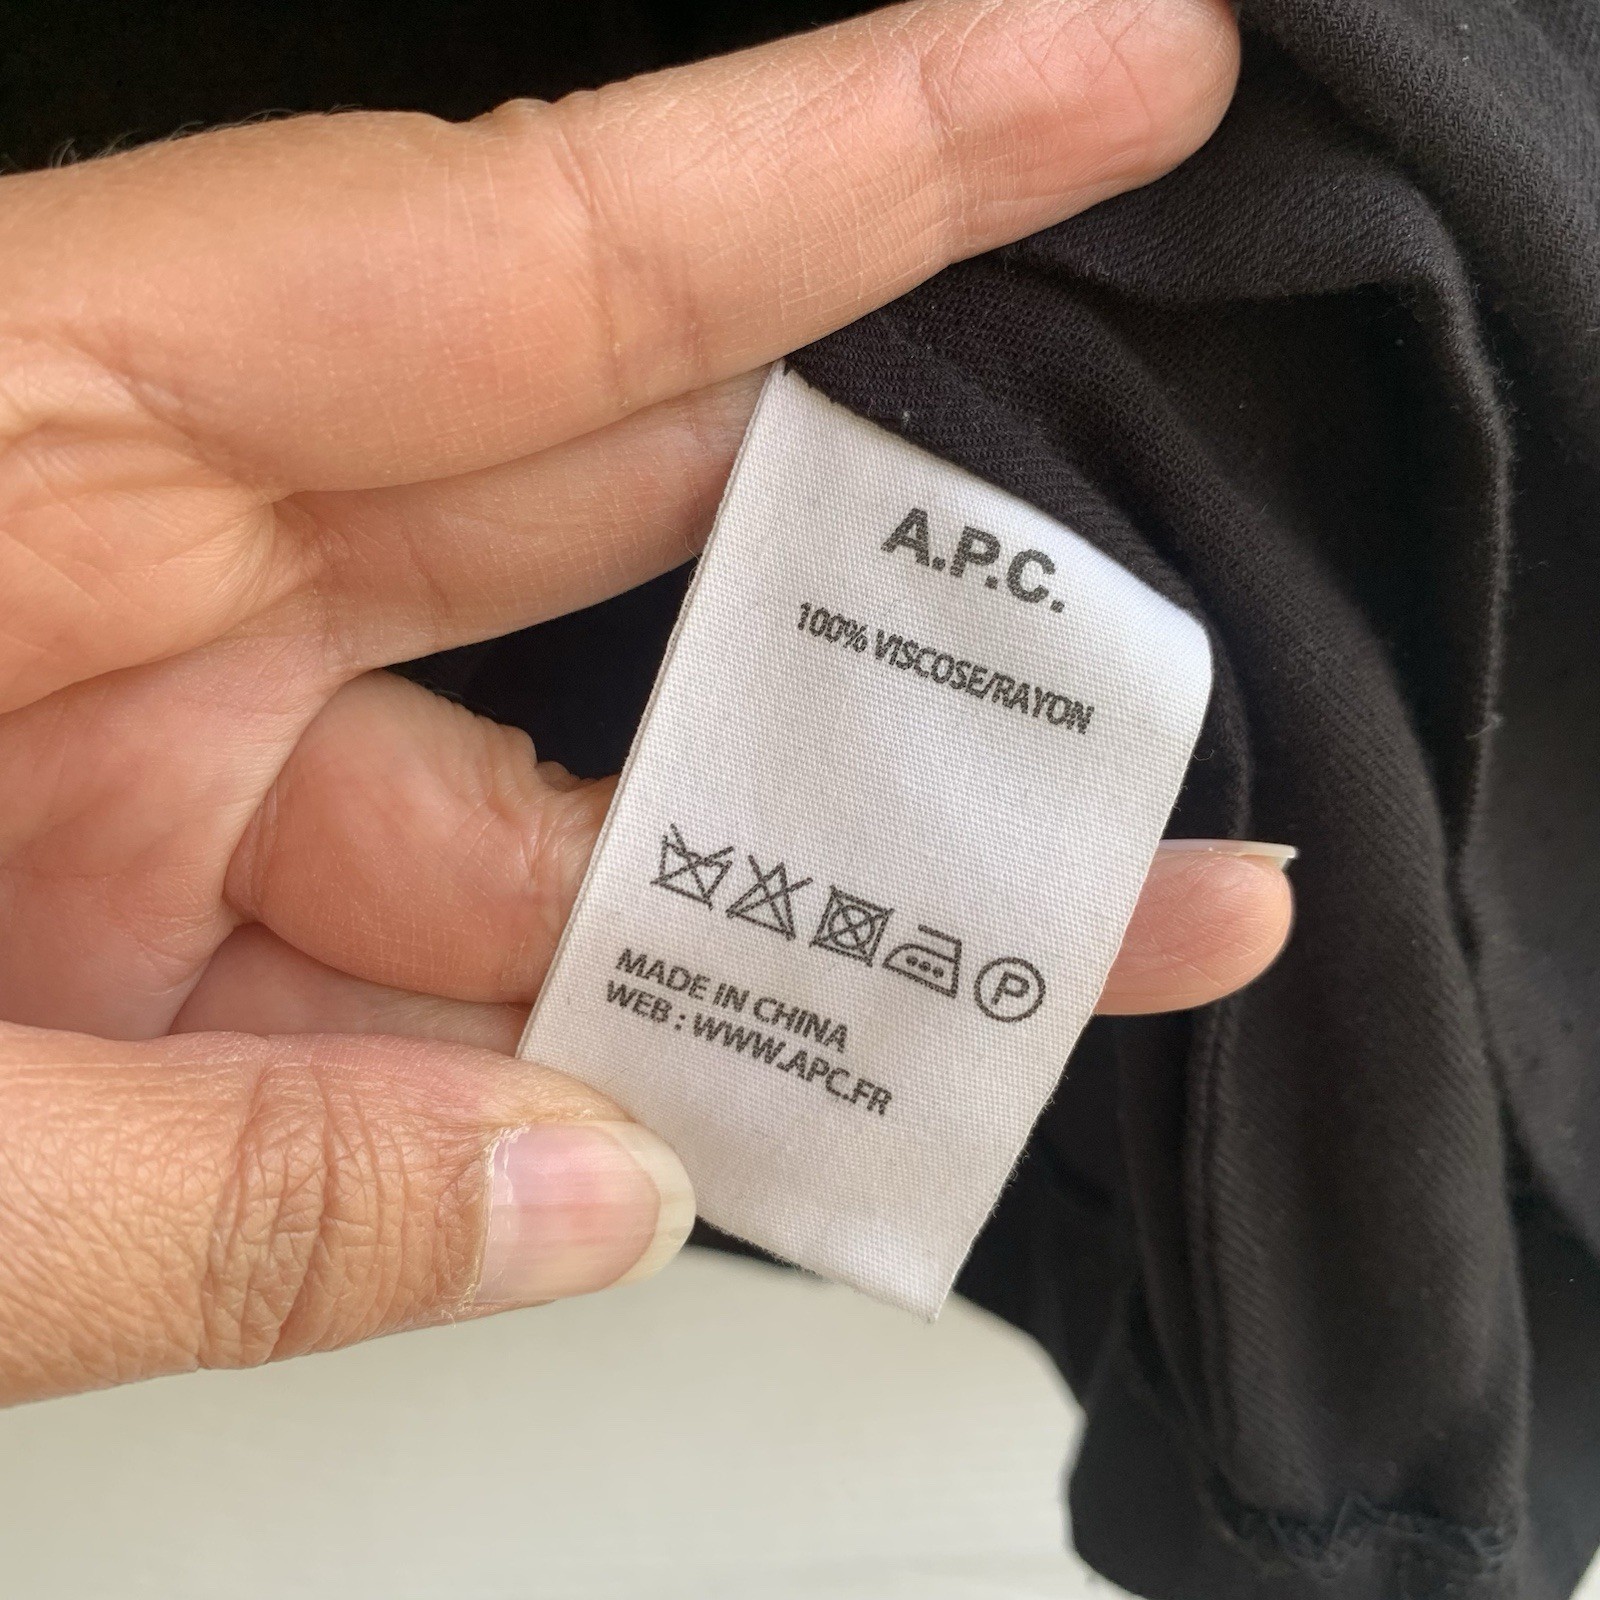 A.P.C.
100% VISCOSE/RAYON
P
MADE IN CHINA
WEB : WWW.APC.FR